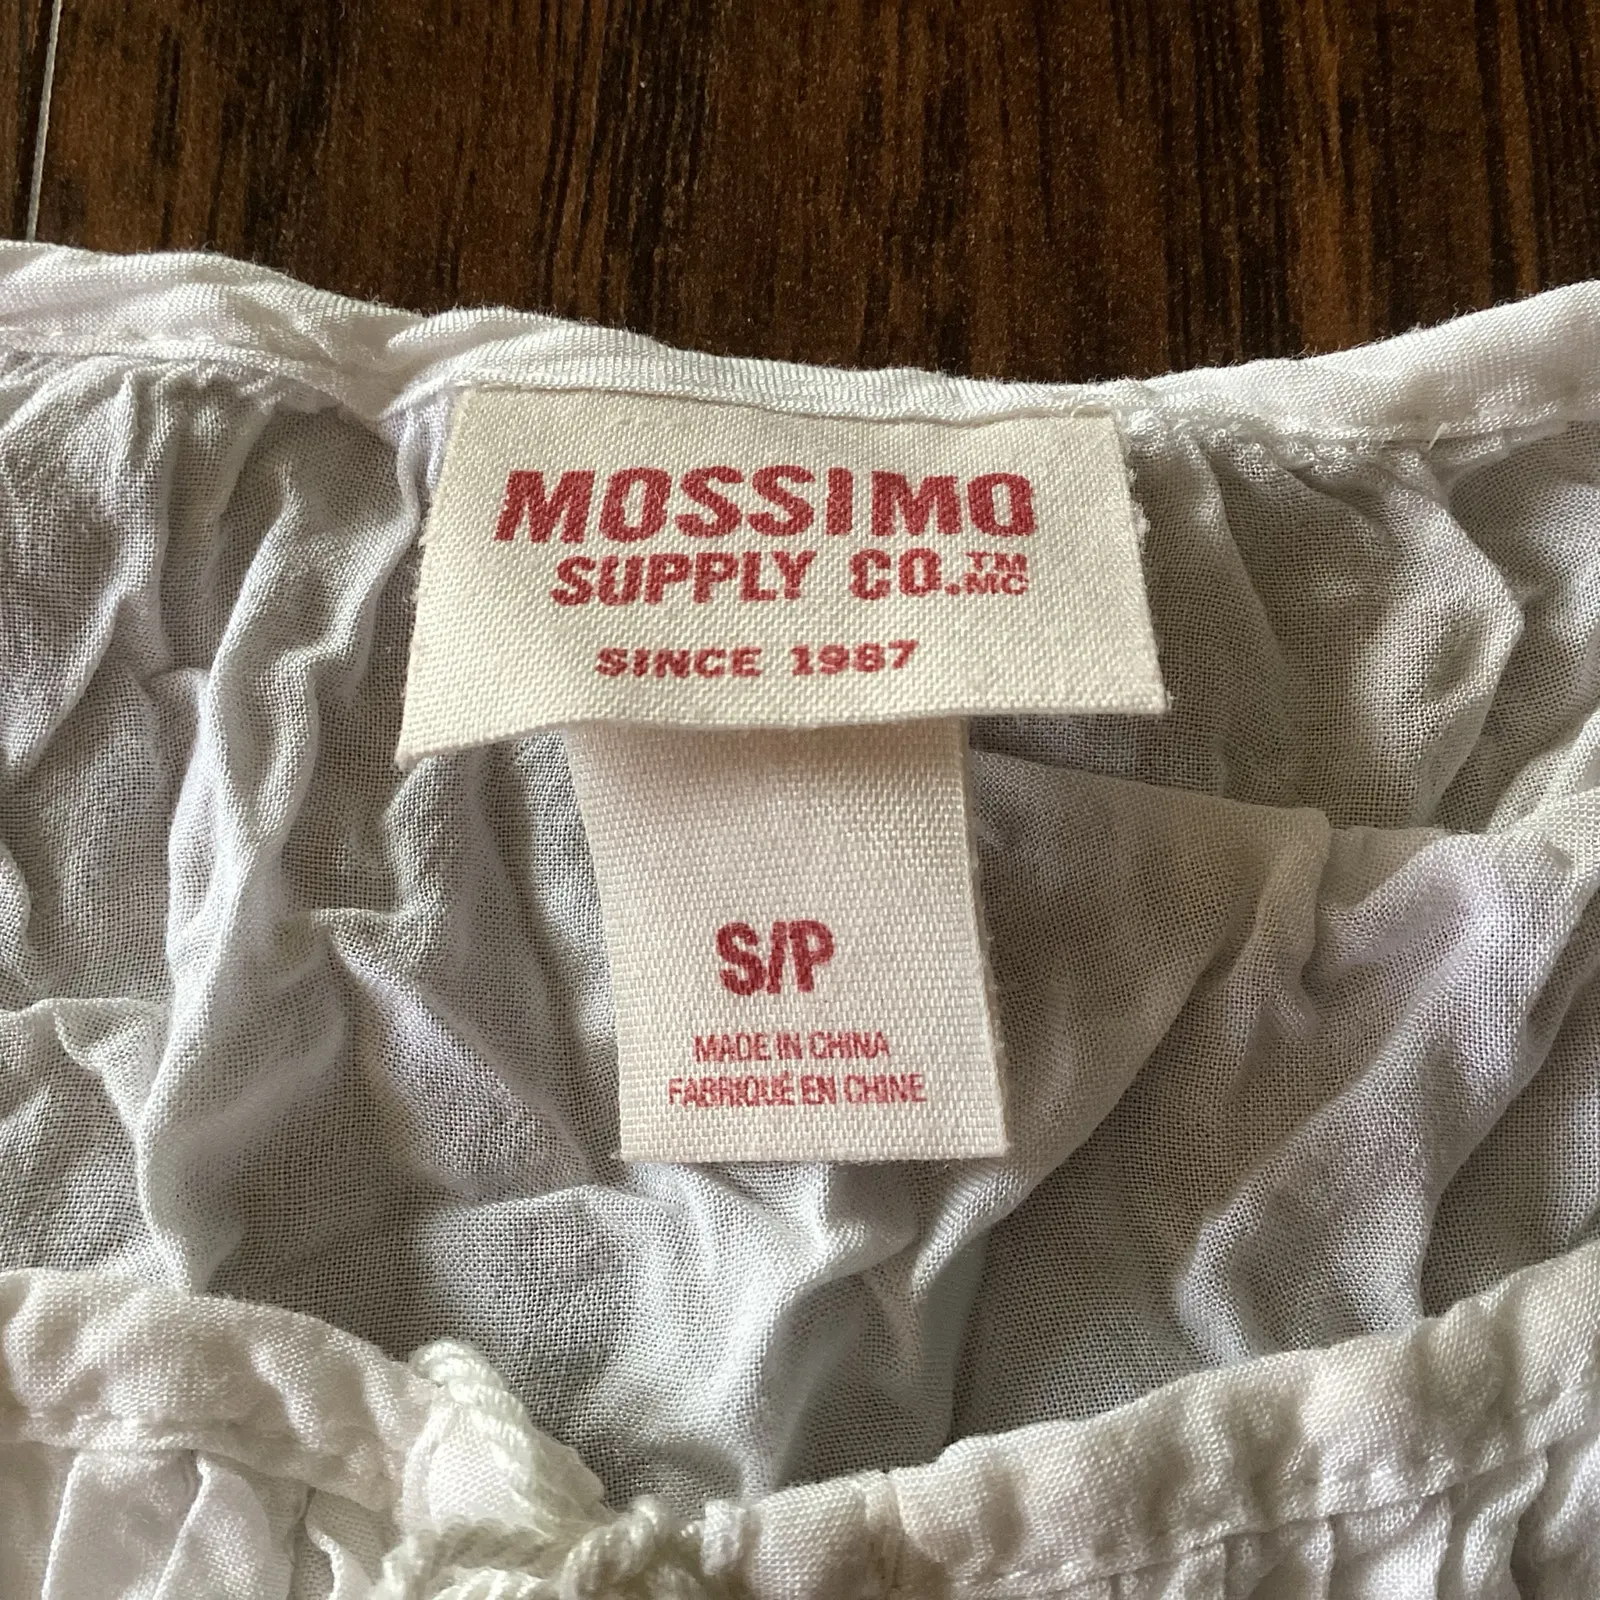 MOSSIMO
SUPPLY CO.™ MC
SINCE 1987
S/P
MADE IN CHINA
FABRIQUÉ EN CHINE